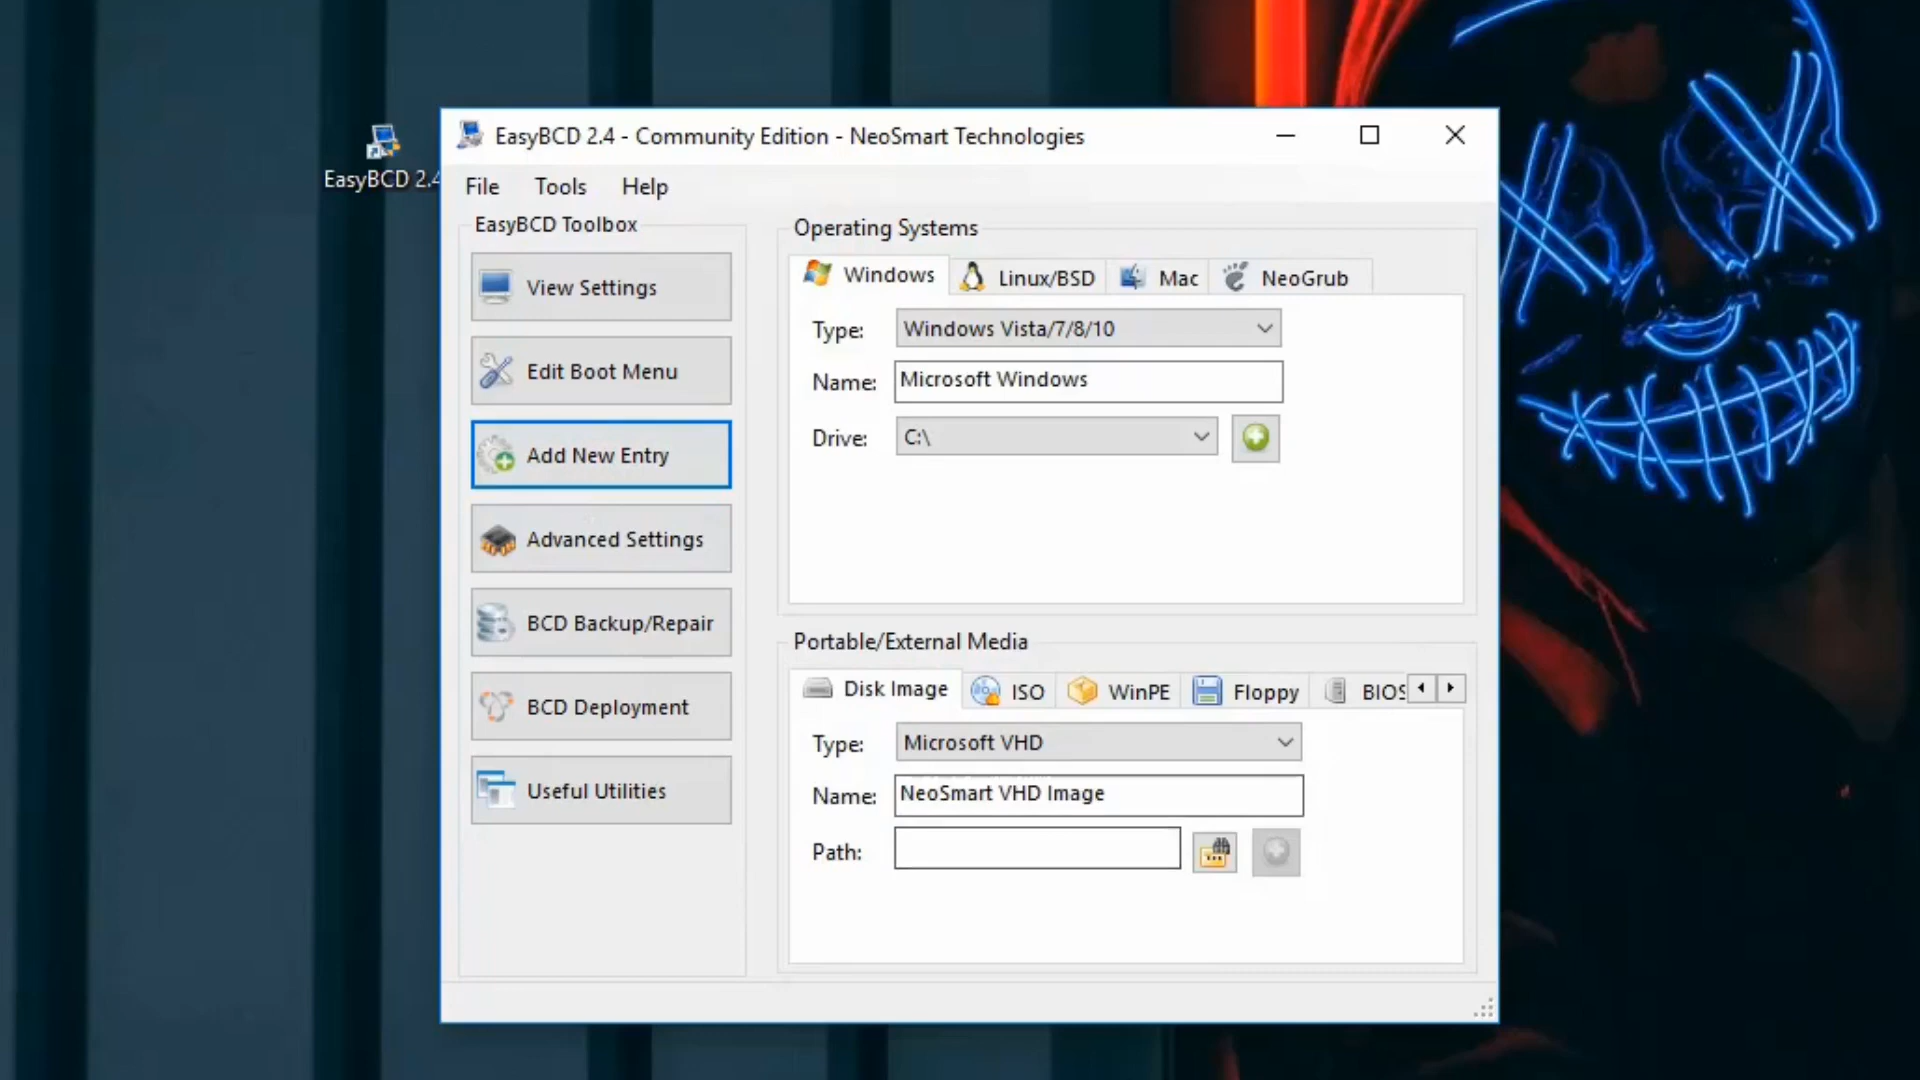 EasyBCD 2.4
EasyBCD 2.4 - Community Edition - NeoSmart Technologies
File Tools Help
EasyBCD Toolbox
View Settings
Edit Boot Menu
Add New Entry
Advanced Settings
BCD Backup/Repair
BCD Deployment
Useful Utilities
Operating Systems
Windows Linux/BSD Mac NeoGrub
Type: Windows Vista/7/8/10
Name: Microsoft Windows
Drive: C:\
Portable/External Media
Disk Image ISO WinPE Floppy BIOS
Type: Microsoft VHD
Name: NeoSmart VHD Image
Path: